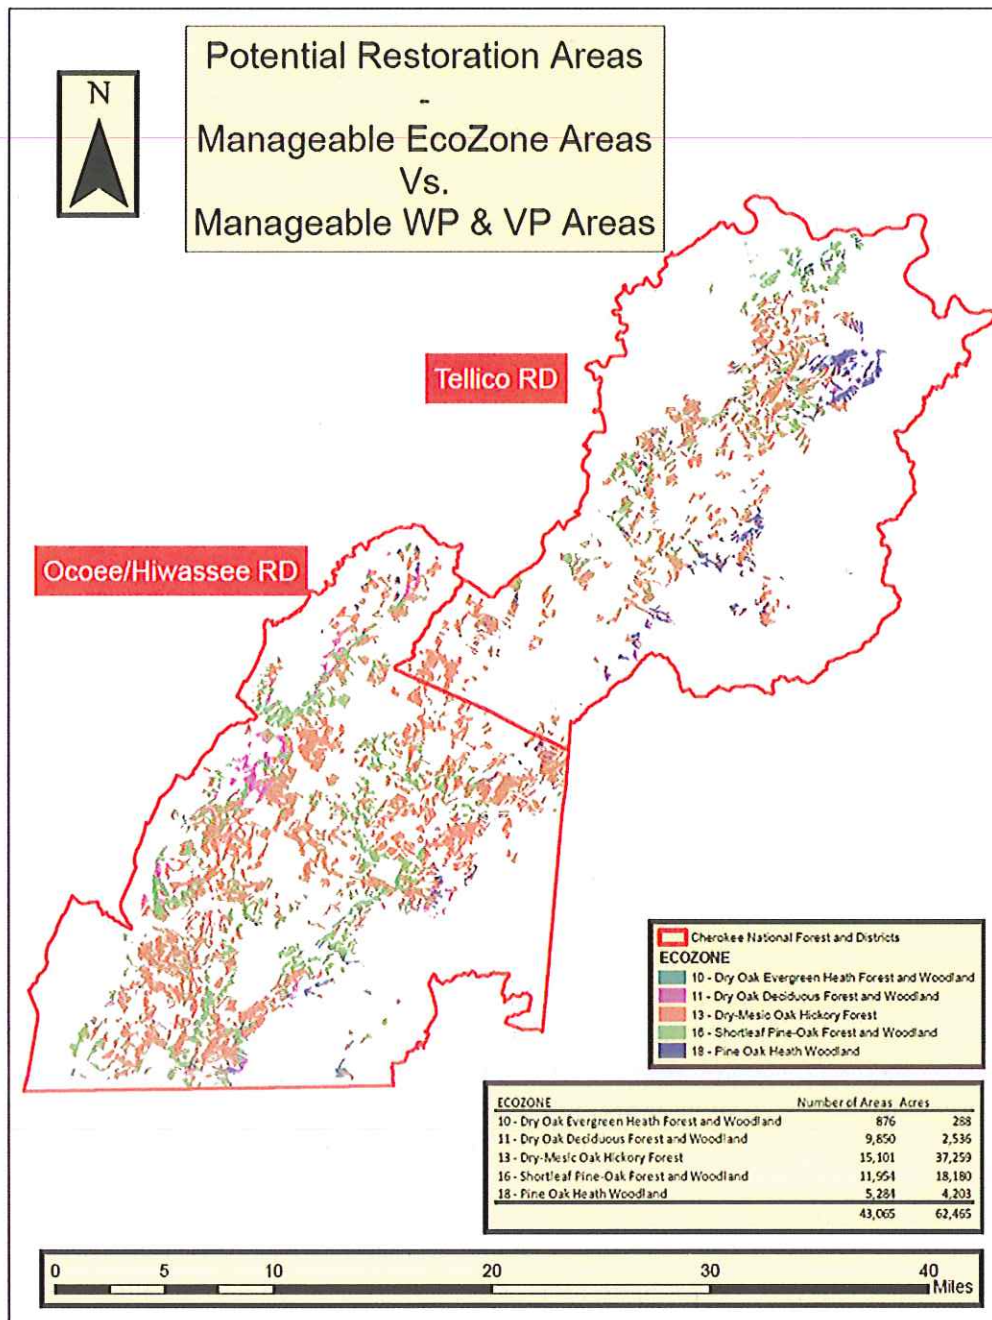 Potential Restoration Areas
-
Manageable EcoZone Areas
Vs.
Manageable WP & VP Areas
N
Tellico RD
Ocoee/Hiwassee RD
Cherokee National Forest and Districts
ECOZONE
10 - Dry Oak Evergreen Heath Forest and Woodland
11 - Dry Oak Deciduous Forest and Woodland
13 - Dry-Mesic Oak Hickory Forest
16 - Shortleaf Pine-Oak Forest and Woodland
18 - Pine Oak Heath Woodland
ECOZONE Number of Areas Acres
10 - Dry Oak Evergreen Heath Forest and Woodland 876 288
11 - Dry Oak Deciduous Forest and Woodland 9,850 2,536
13 - Dry-Mesic Oak Hickory Forest 15,101 37,259
16 - Shortleaf Pine-Oak Forest and Woodland 11,954 18,180
18 - Pine Oak Heath Woodland 5,284 4,203
43,065 62,465
0 5 10 20 30 40
Miles